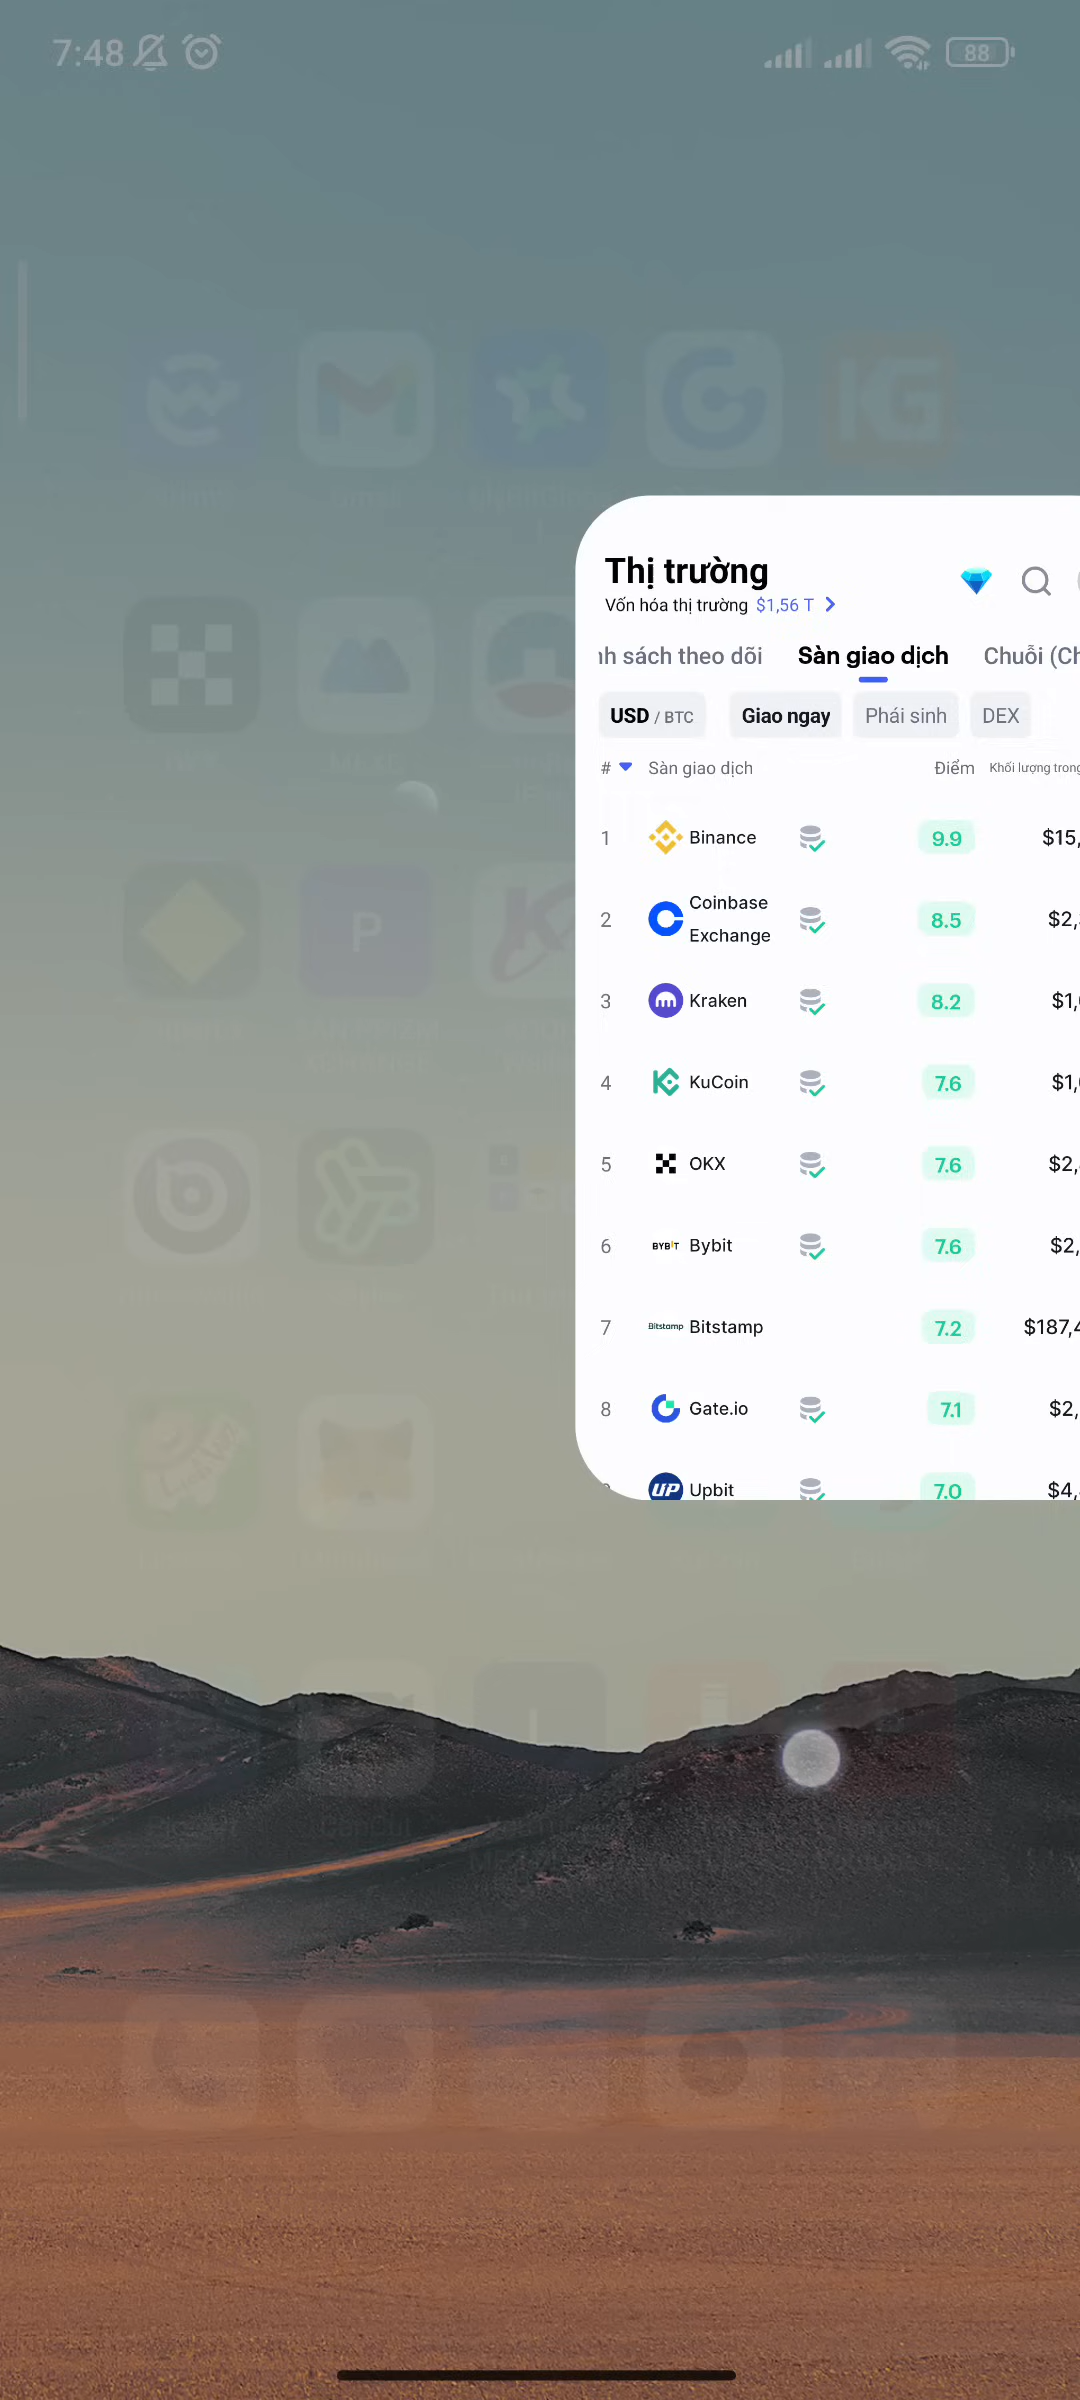 7:48
88
Thị trường
Vốn hóa thị trường $1,56 T
nh sách theo dõi Sàn giao dịch Chuỗi (Ch
USD / BTC Giao ngay Phái sinh DEX
# Sàn giao dịch Điểm Khối lượng trong
1 Binance 9.9 $15,
2 Coinbase Exchange 8.5 $2,
3 Kraken 8.2 $1,
4 KuCoin 7.6 $1,
5 OKX 7.6 $2,
6 BYBIT Bybit 7.6 $2,
7 Bitstamp Bitstamp 7.2 $187,4
8 Gate.io 7.1 $2,
UP Upbit 7.0 $4,
KG
P